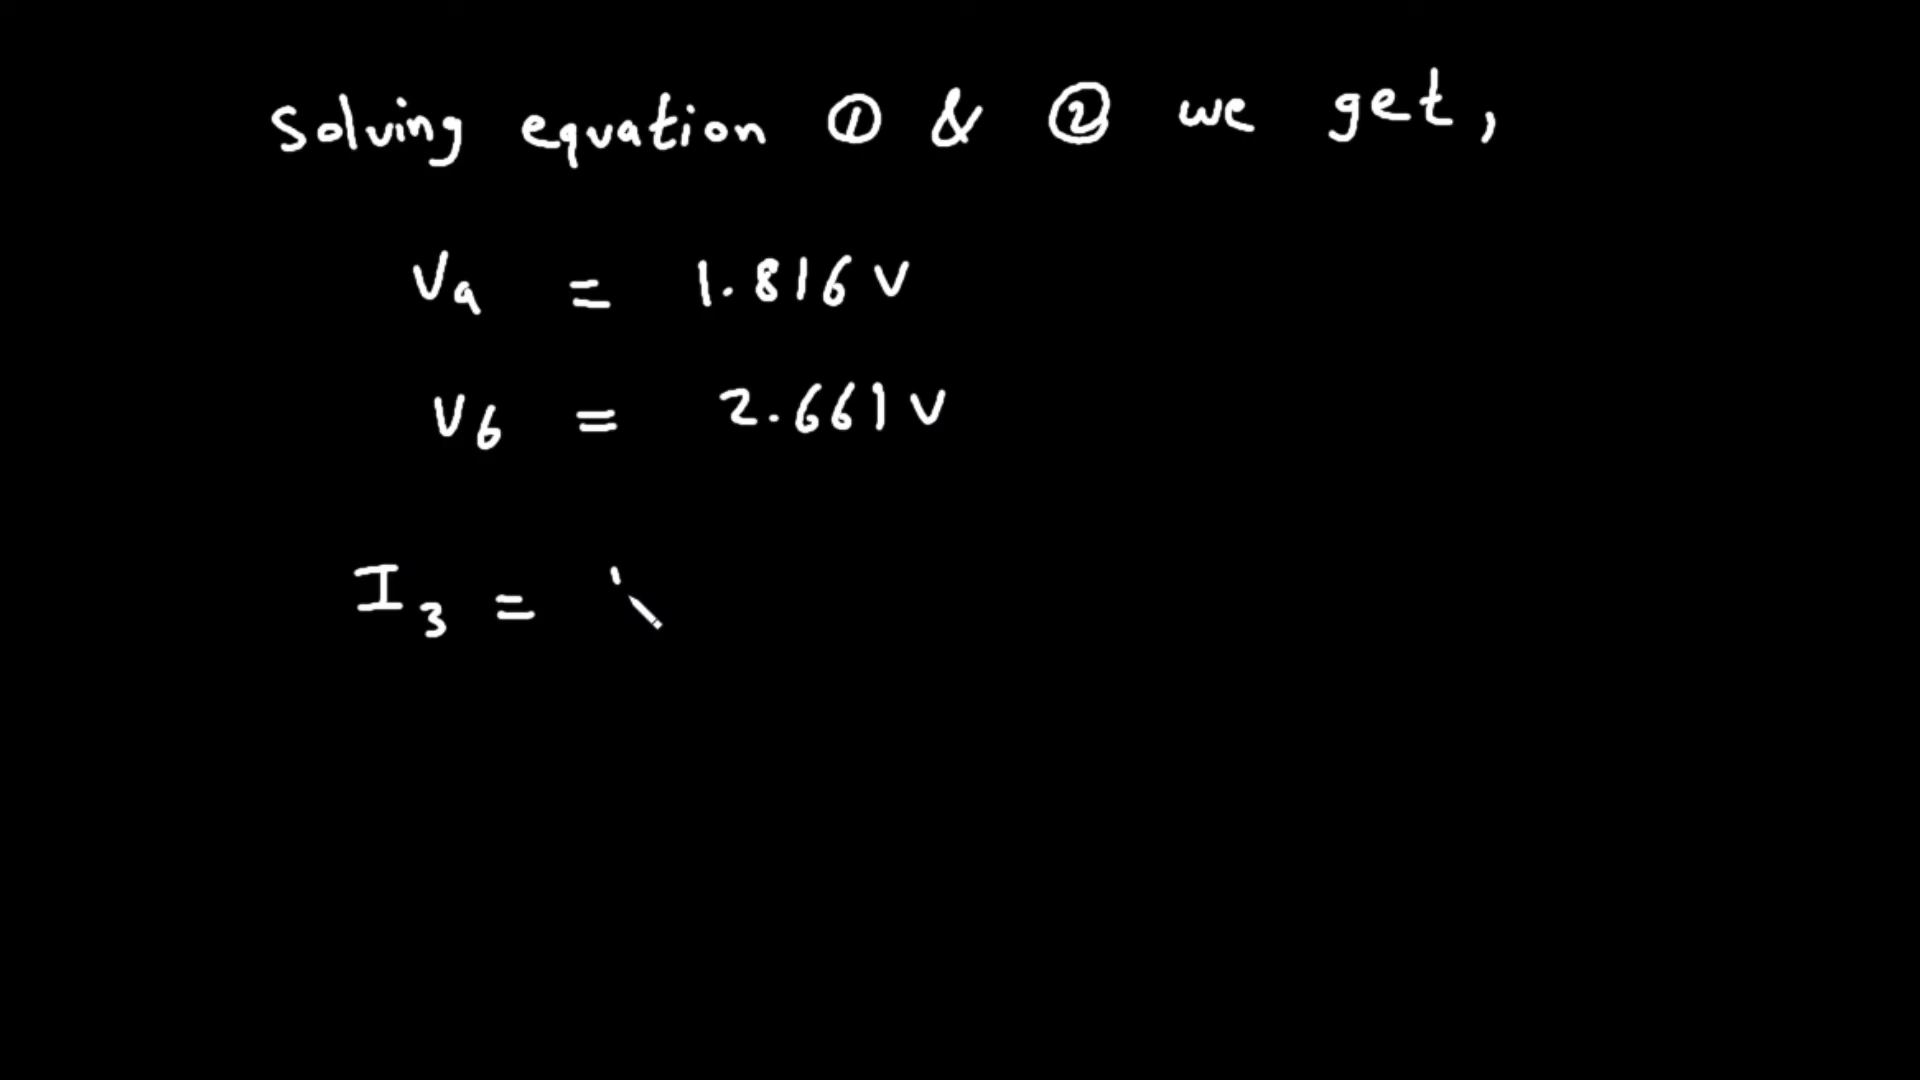 Solving equation ① & ② we get,
Va = 1.816 V
Vb = 2.661 V
I3 =